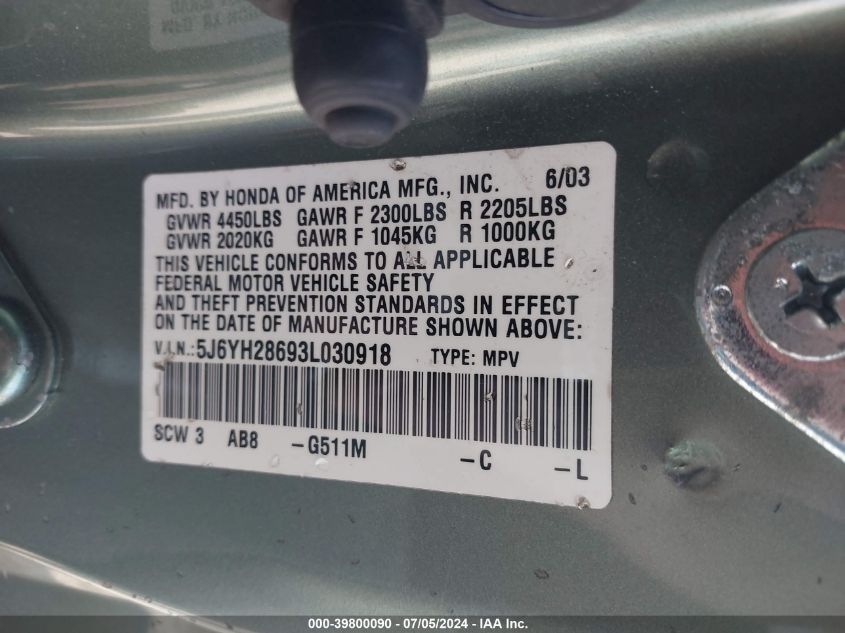 MFD. BY HONDA OF AMERICA MFG., INC. 6/03
GVWR 4450LBS GAWR F 2300LBS R 2205LBS
GVWR 2020KG GAWR F 1045KG R 1000KG
THIS VEHICLE CONFORMS TO ALL APPLICABLE
FEDERAL MOTOR VEHICLE SAFETY
AND THEFT PREVENTION STANDARDS IN EFFECT
ON THE DATE OF MANUFACTURE SHOWN ABOVE:
V.I.N.:5J6YH28693L030918 TYPE: MPV
SCW 3 AB8 -G511M -C -L
000-39800090 - 07/05/2024 - IAA Inc.